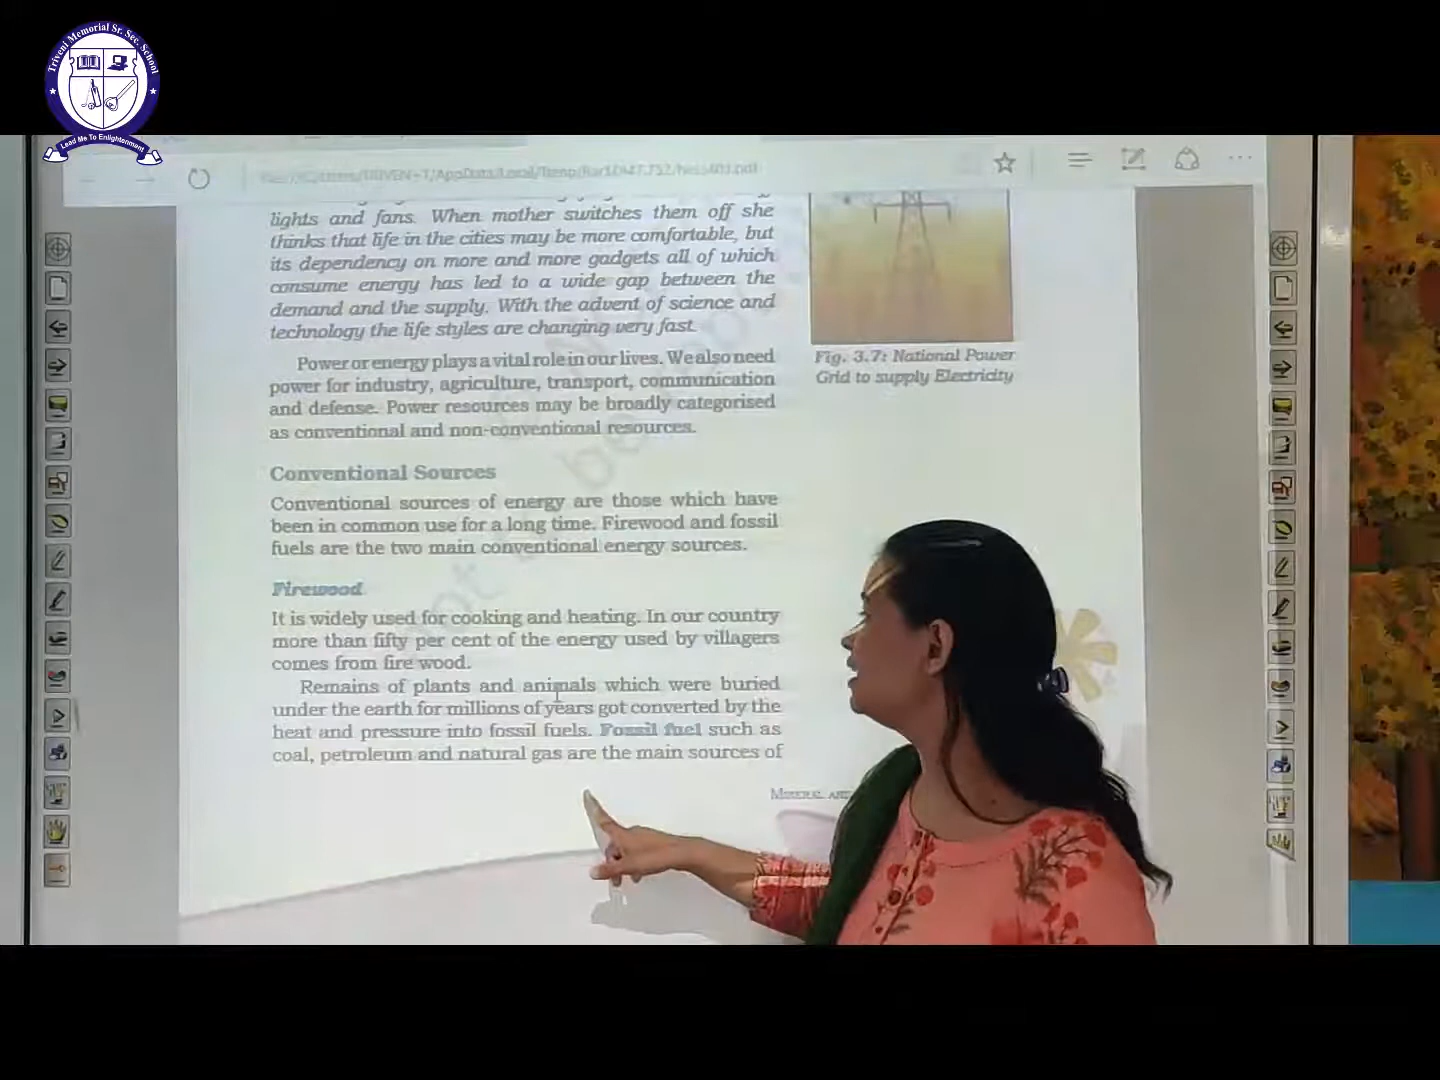 Triveni Memorial Sr. Sec. School
Lead Me To Enlightenment
lights and fans. When mother switches them off she
thinks that life in the cities may be more comfortable, but
its dependency on more and more gadgets all of which
consume energy has led to a wide gap between the
demand and the supply. With the advent of science and
technology the life styles are changing very fast.
Power or energy plays a vital role in our lives. We also need
power for industry, agriculture, transport, communication
and defense. Power resources may be broadly categorised
as conventional and non-conventional resources.
Conventional Sources
Conventional sources of energy are those which have
been in common use for a long time. Firewood and fossil
fuels are the two main conventional energy sources.
Firewood
It is widely used for cooking and heating. In our country
more than fifty per cent of the energy used by villagers
comes from fire wood.
Remains of plants and animals which were buried
under the earth for millions of years got converted by the
heat and pressure into fossil fuels. Fossil fuel such as
coal, petroleum and natural gas are the main sources of
Fig. 3.7: National Power
Grid to supply Electricity
Mineral and